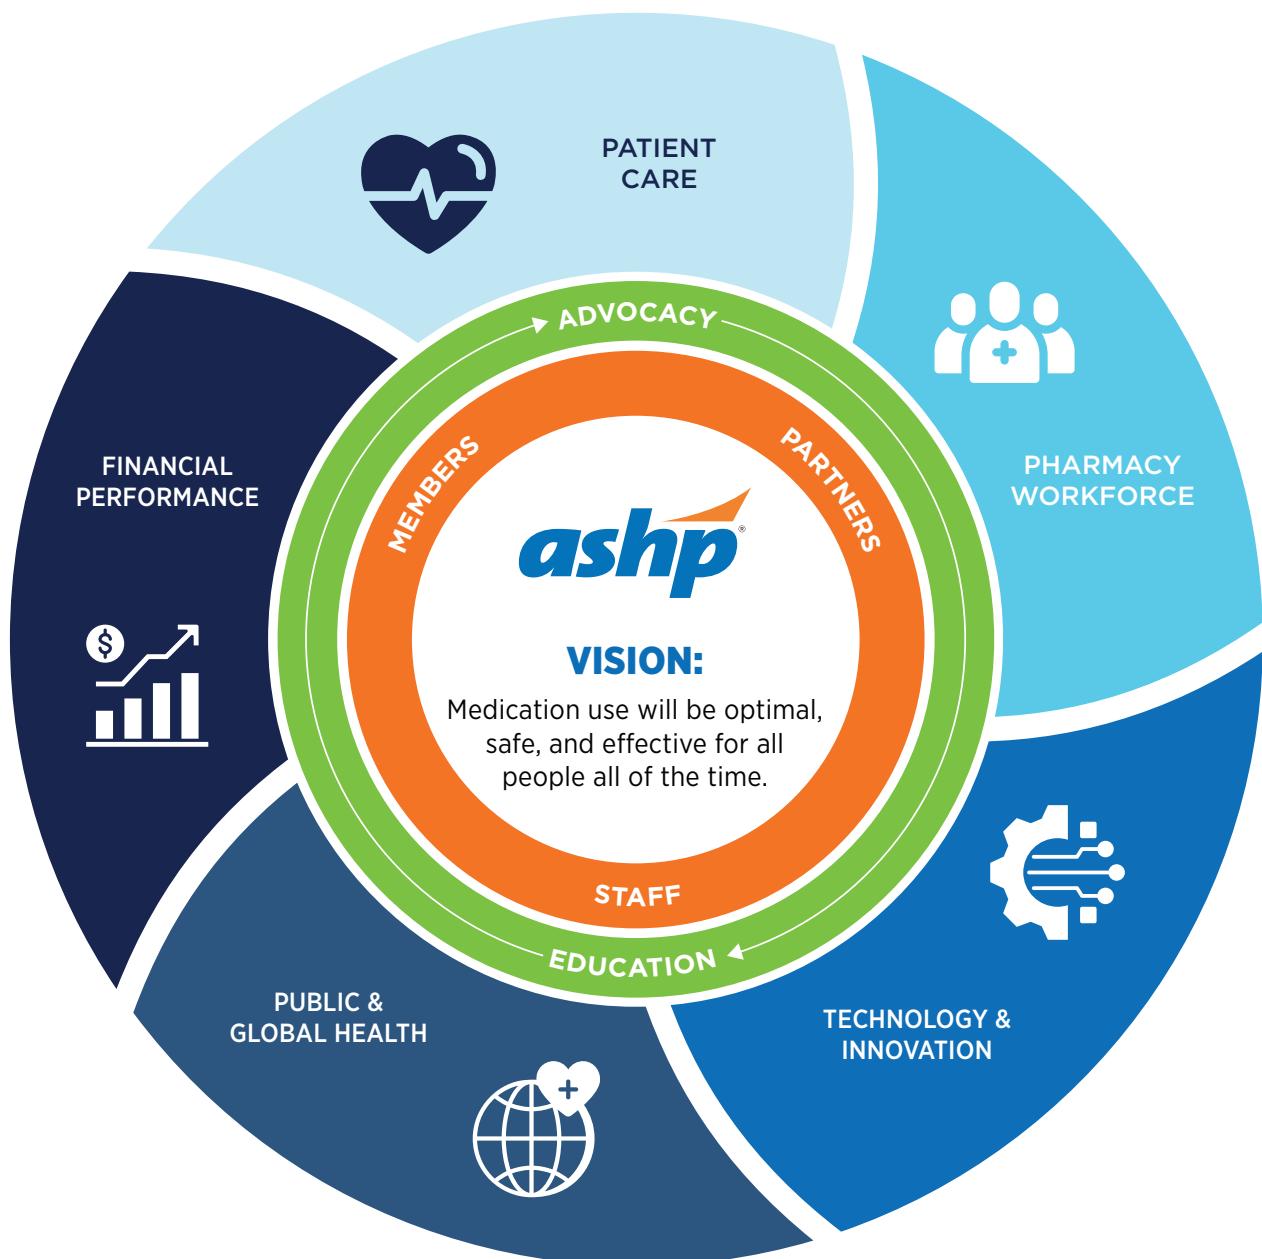 PATIENT
CARE
PHARMACY
WORKFORCE
TECHNOLOGY &
INNOVATION
PUBLIC &
GLOBAL HEALTH
FINANCIAL
PERFORMANCE
$
ADVOCACY
EDUCATION
MEMBERS
PARTNERS
STAFF
ashp®
VISION:
Medication use will be optimal,
safe, and effective for all
people all of the time.